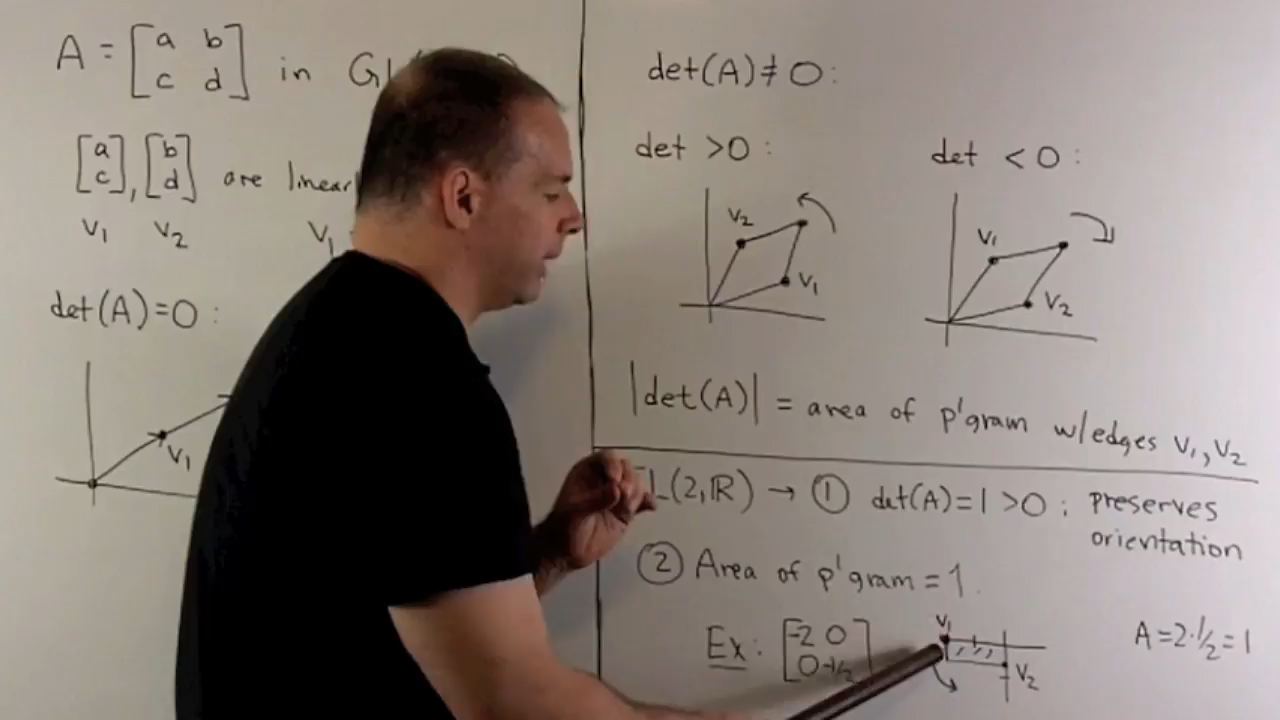 A = [a b
c d] in
[a
c], [b
d] are
V₁ V₂ V₁
det(A)=0:
V₁
det(A)≠0:
det >0:
V₂
V₁
det <0:
V₁
V₂
|det(A)| = area of p'gram w/edges V₁, V₂
L(2,ℝ) → ① det(A)=1>0; preserves
orientation
② Area of p'gram = 1.
Ex: [-2 0
0 -1/2]
V₁
V₂
A=2·1/2=1